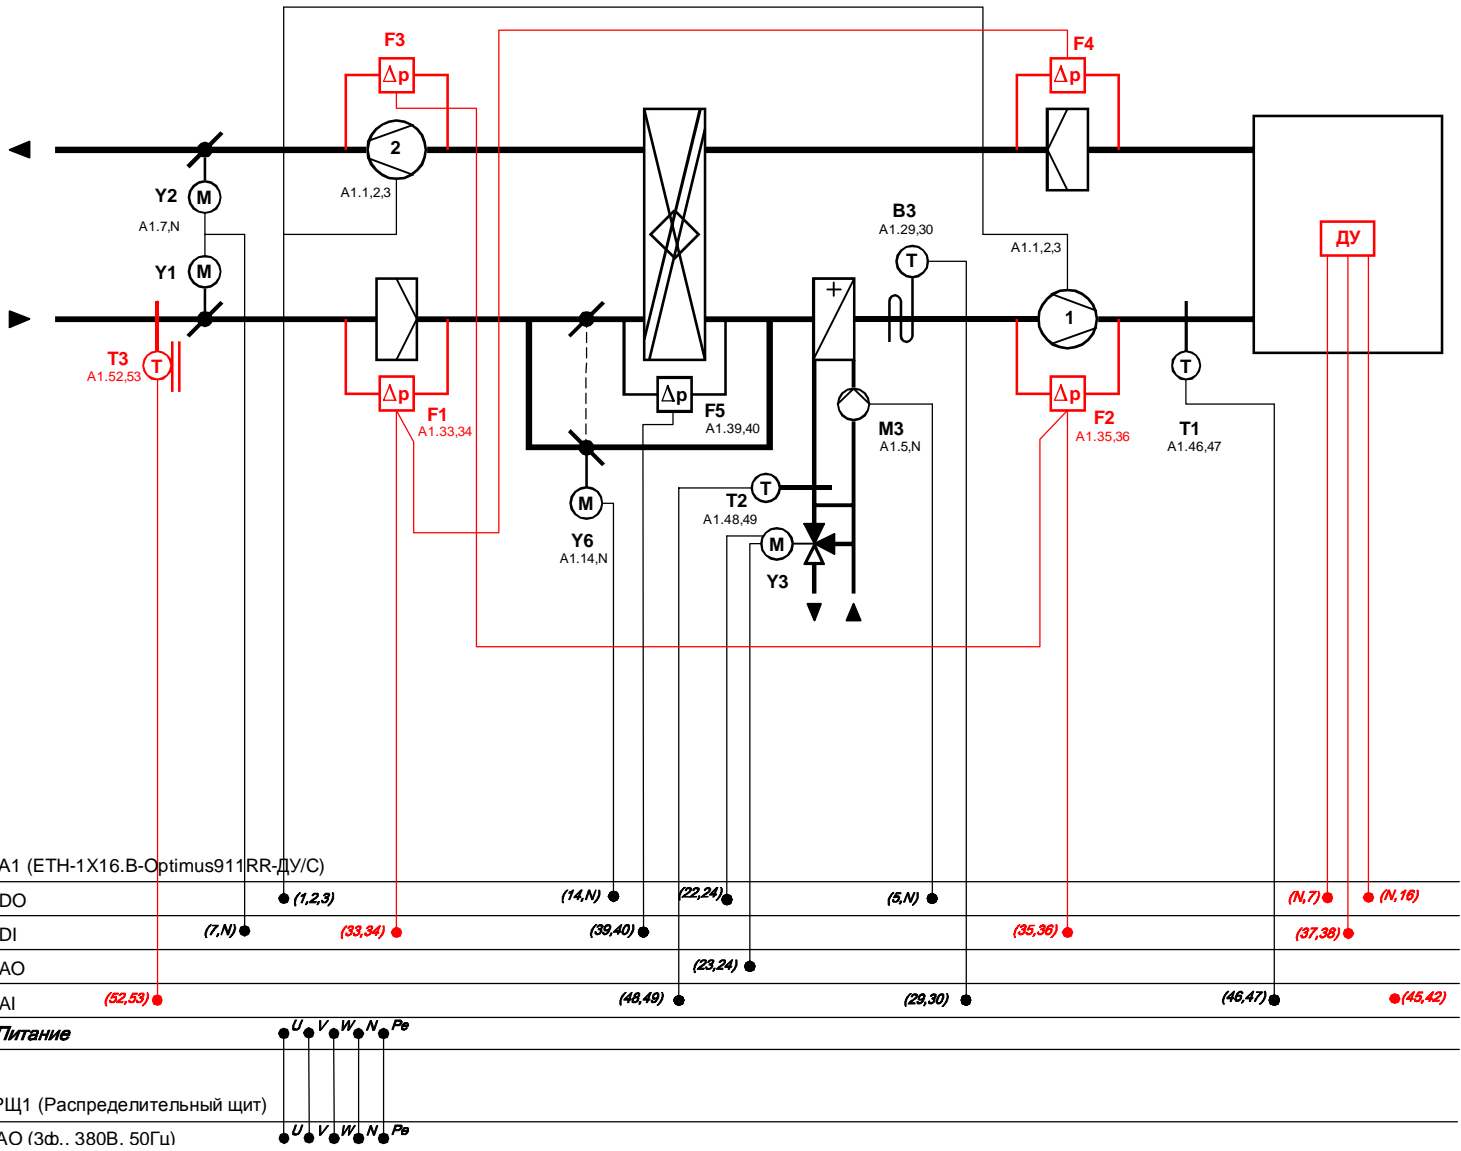 F3
F4
Δp
Δp
2
A1.1,2,3
Y2
M
A1.7,N
B3
A1.29,30
A1.1,2,3
ДУ
Y1
M
T
+
1
T3
A1.52,53
T
T
Δp
F1
A1.33,34
Δp
F5
A1.39,40
M3
A1.5,N
Δp
F2
A1.35,36
T1
A1.46,47
T
T2
A1.48,49
M
Y6
A1.14,N
M
Y3
A1 (ETH-1X16.B-Optimus911RR-ДУ/С)
DO
(1,2,3)
(14,N)
(22,24)
(5,N)
(N,7)
(N,16)
DI
(7,N)
(33,34)
(39,40)
(35,36)
(37,38)
AO
(23,24)
AI
(52,53)
(48,49)
(29,30)
(46,47)
(45,42)
Питание
U V W N Pe
РЩ1 (Распределительный щит)
АО (3ф., 380В, 50Гц)
U V W N Pe